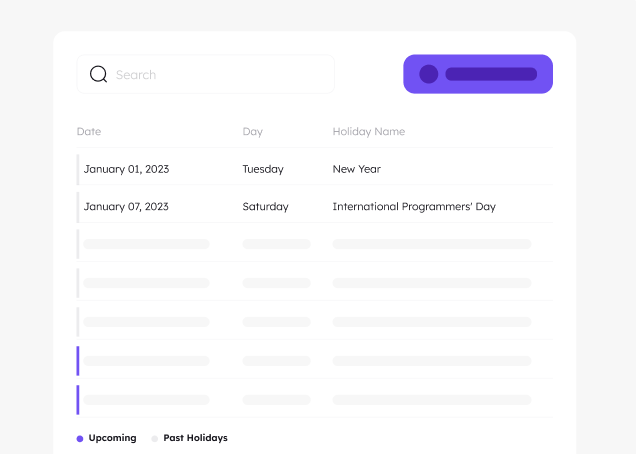 Search
Date Day Holiday Name
January 01, 2023 Tuesday New Year
January 07, 2023 Saturday International Programmers' Day
Upcoming Past Holidays